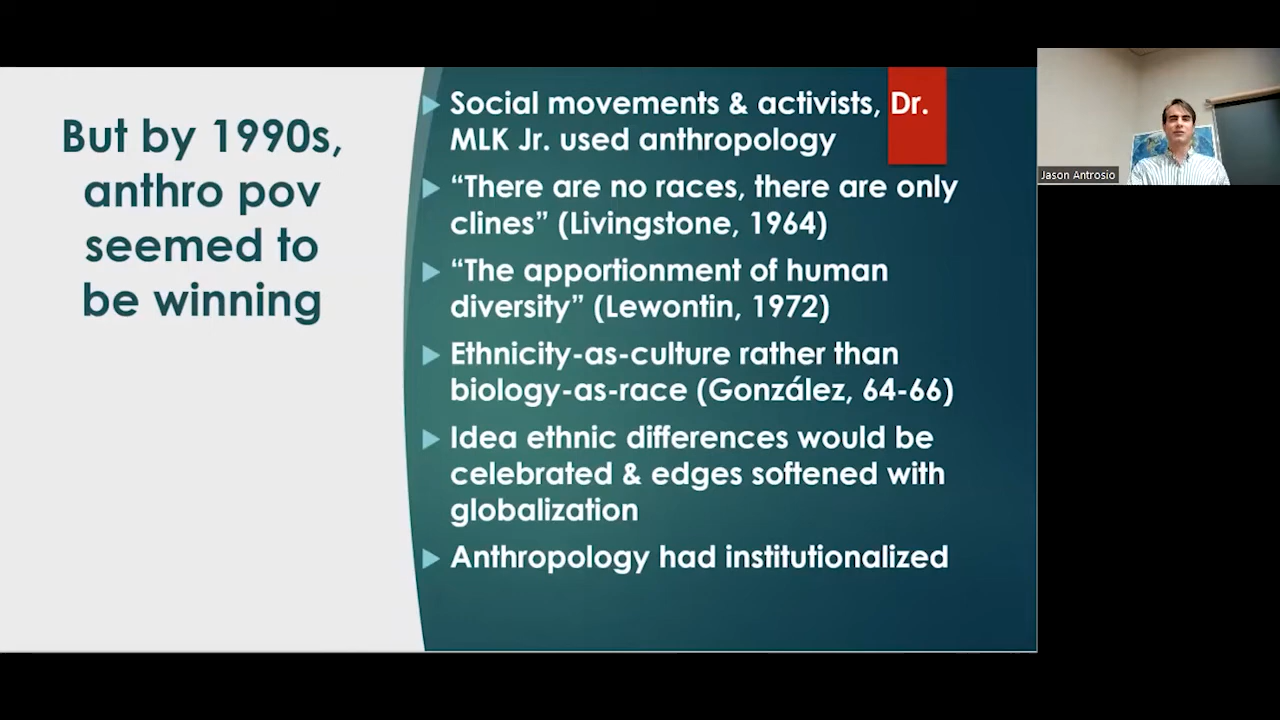 But by 1990s,
anthro pov
seemed to
be winning
Social movements & activists, Dr.
MLK Jr. used anthropology
“There are no races, there are only
clines” (Livingstone, 1964)
“The apportionment of human
diversity” (Lewontin, 1972)
Ethnicity-as-culture rather than
biology-as-race (González, 64-66)
Idea ethnic differences would be
celebrated & edges softened with
globalization
Anthropology had institutionalized
Jason Antrosio